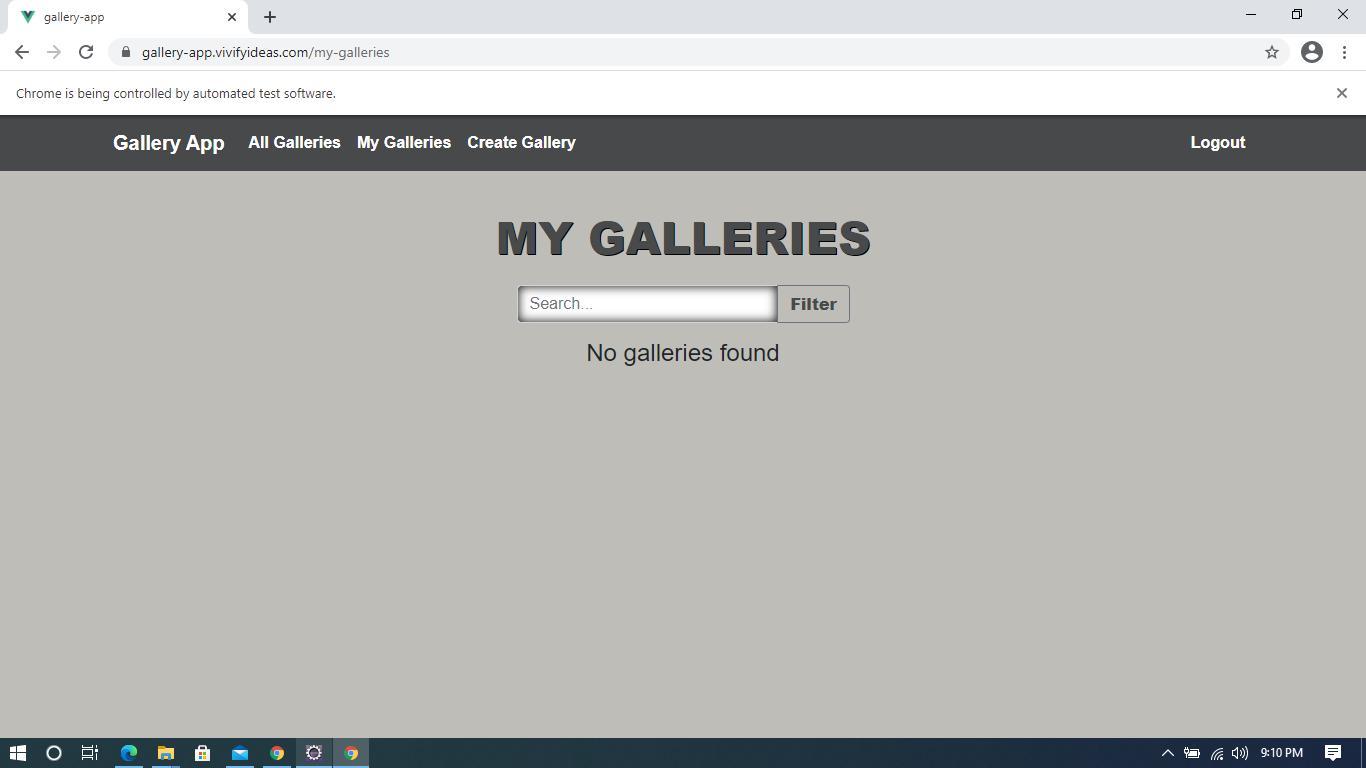 gallery-app
gallery-app.vivifyideas.com/my-galleries
Chrome is being controlled by automated test software.
Gallery App All Galleries My Galleries Create Gallery Logout
MY GALLERIES
Search... Filter
No galleries found
9:10 PM